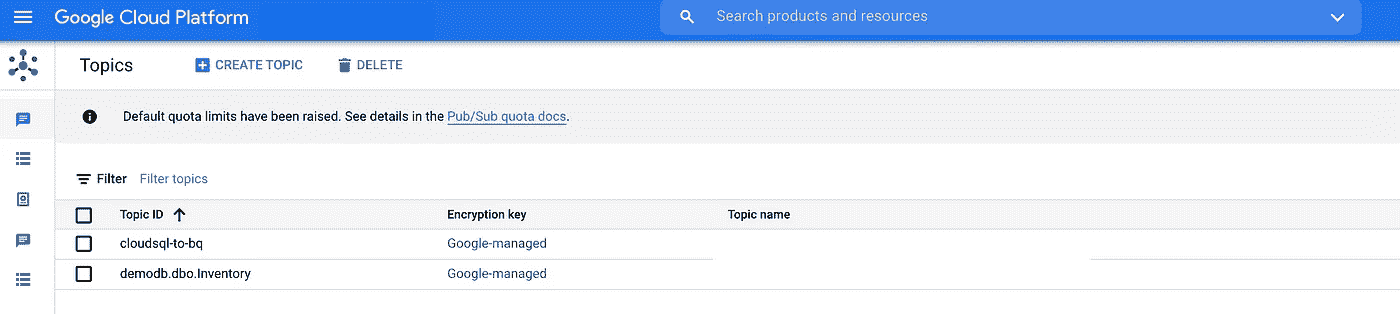 Google Cloud Platform
Search products and resources
Topics CREATE TOPIC DELETE
Default quota limits have been raised. See details in the Pub/Sub quota docs.
Filter Filter topics
Topic ID Encryption key Topic name
cloudsql-to-bq Google-managed
demodb.dbo.Inventory Google-managed